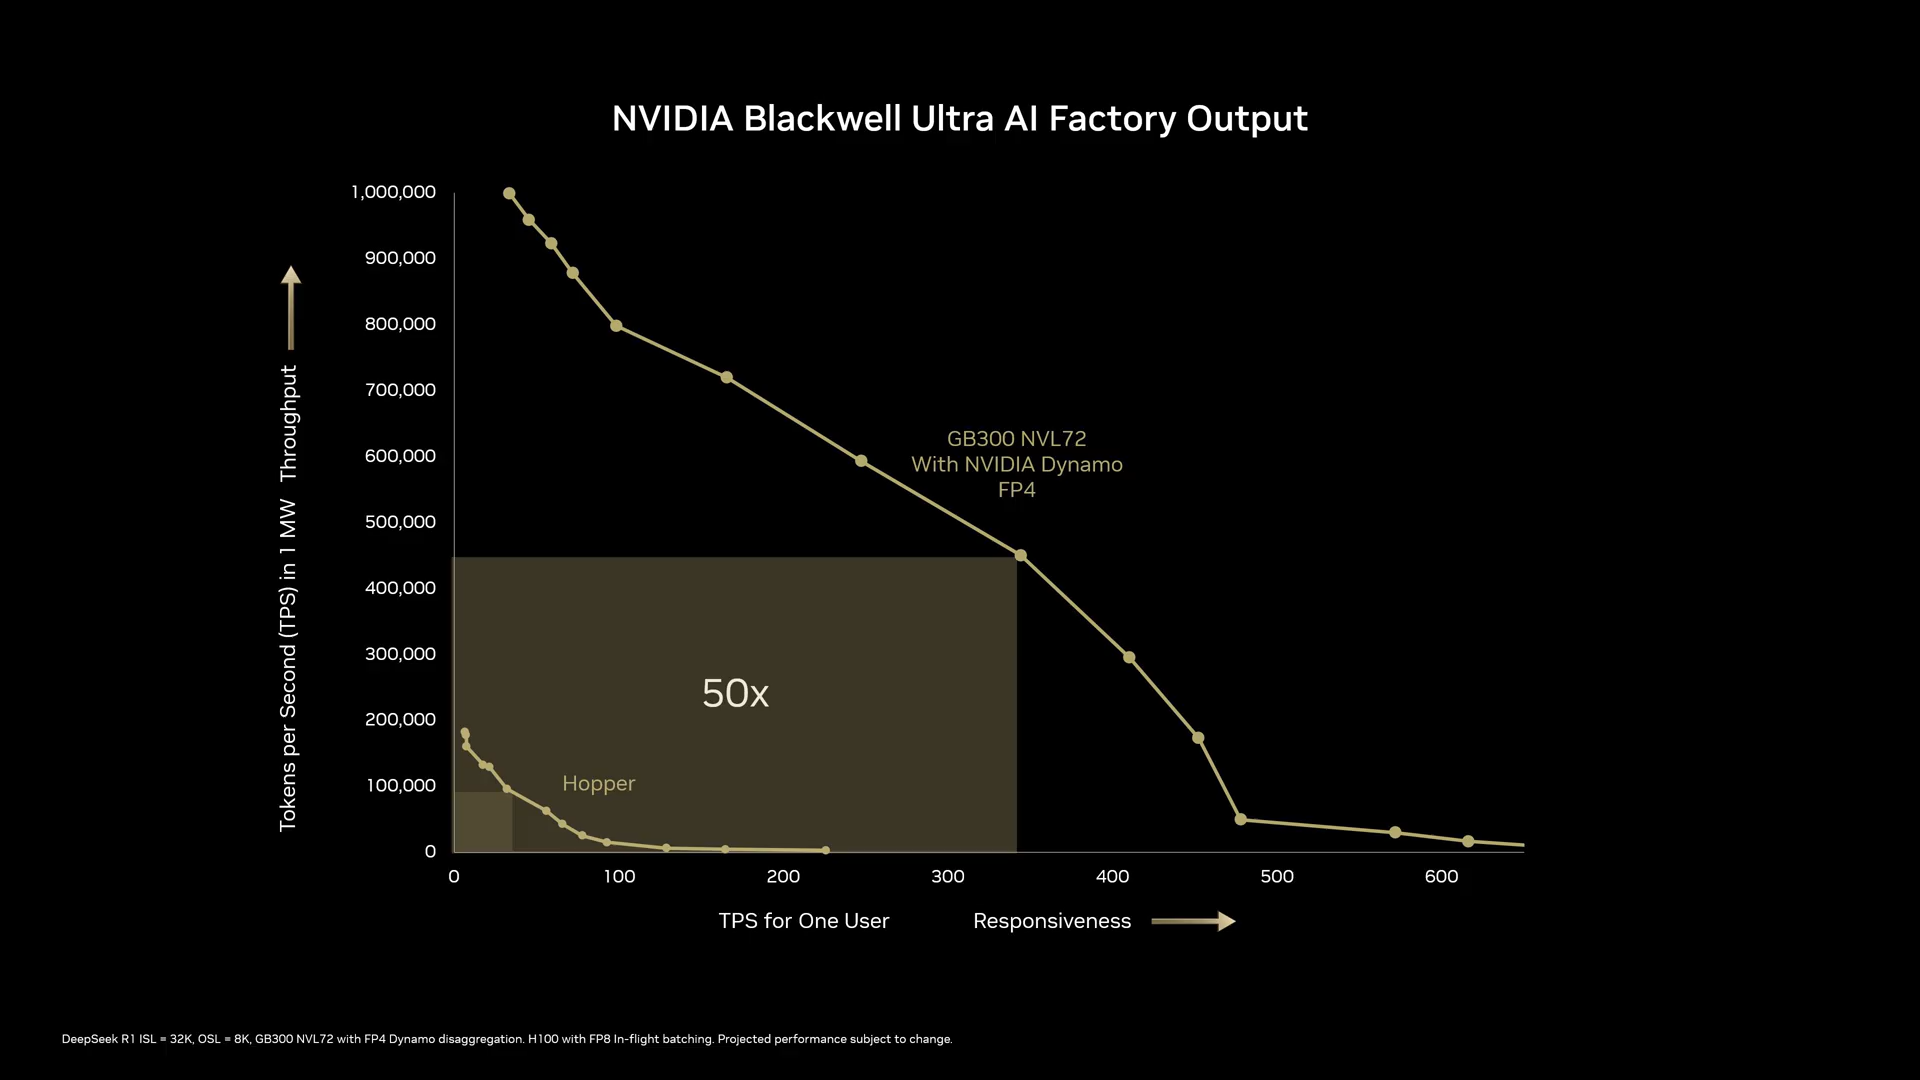 NVIDIA Blackwell Ultra AI Factory Output
Tokens per Second (TPS) in 1 MW Throughput
1,000,000
900,000
800,000
700,000
600,000
500,000
400,000
300,000
200,000
100,000
0
GB300 NVL72
With NVIDIA Dynamo
FP4
50x
Hopper
0 100 200 300 400 500 600
TPS for One User Responsiveness
DeepSeek R1 ISL = 32K, OSL = 8K, GB300 NVL72 with FP4 Dynamo disaggregation. H100 with FP8 In-flight batching. Projected performance subject to change.